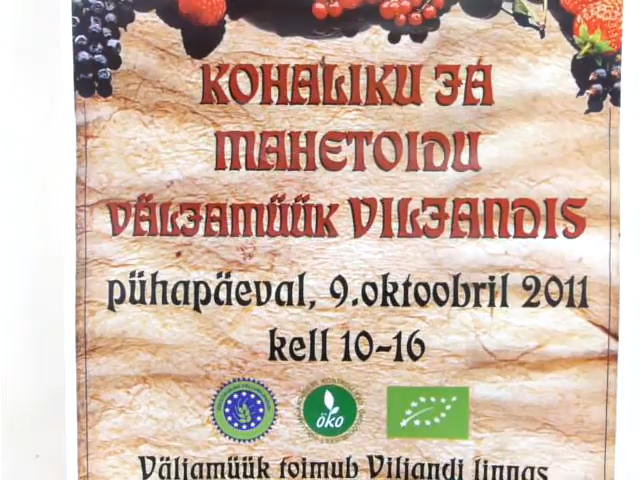 KOHALIKU JA
MAHETOIDU
VÄLJAMÜÜK VILJANDIS
pühapäeval, 9.oktoobril 2011
kell 10-16
öko
Väljamüük toimub Viljandi linnas